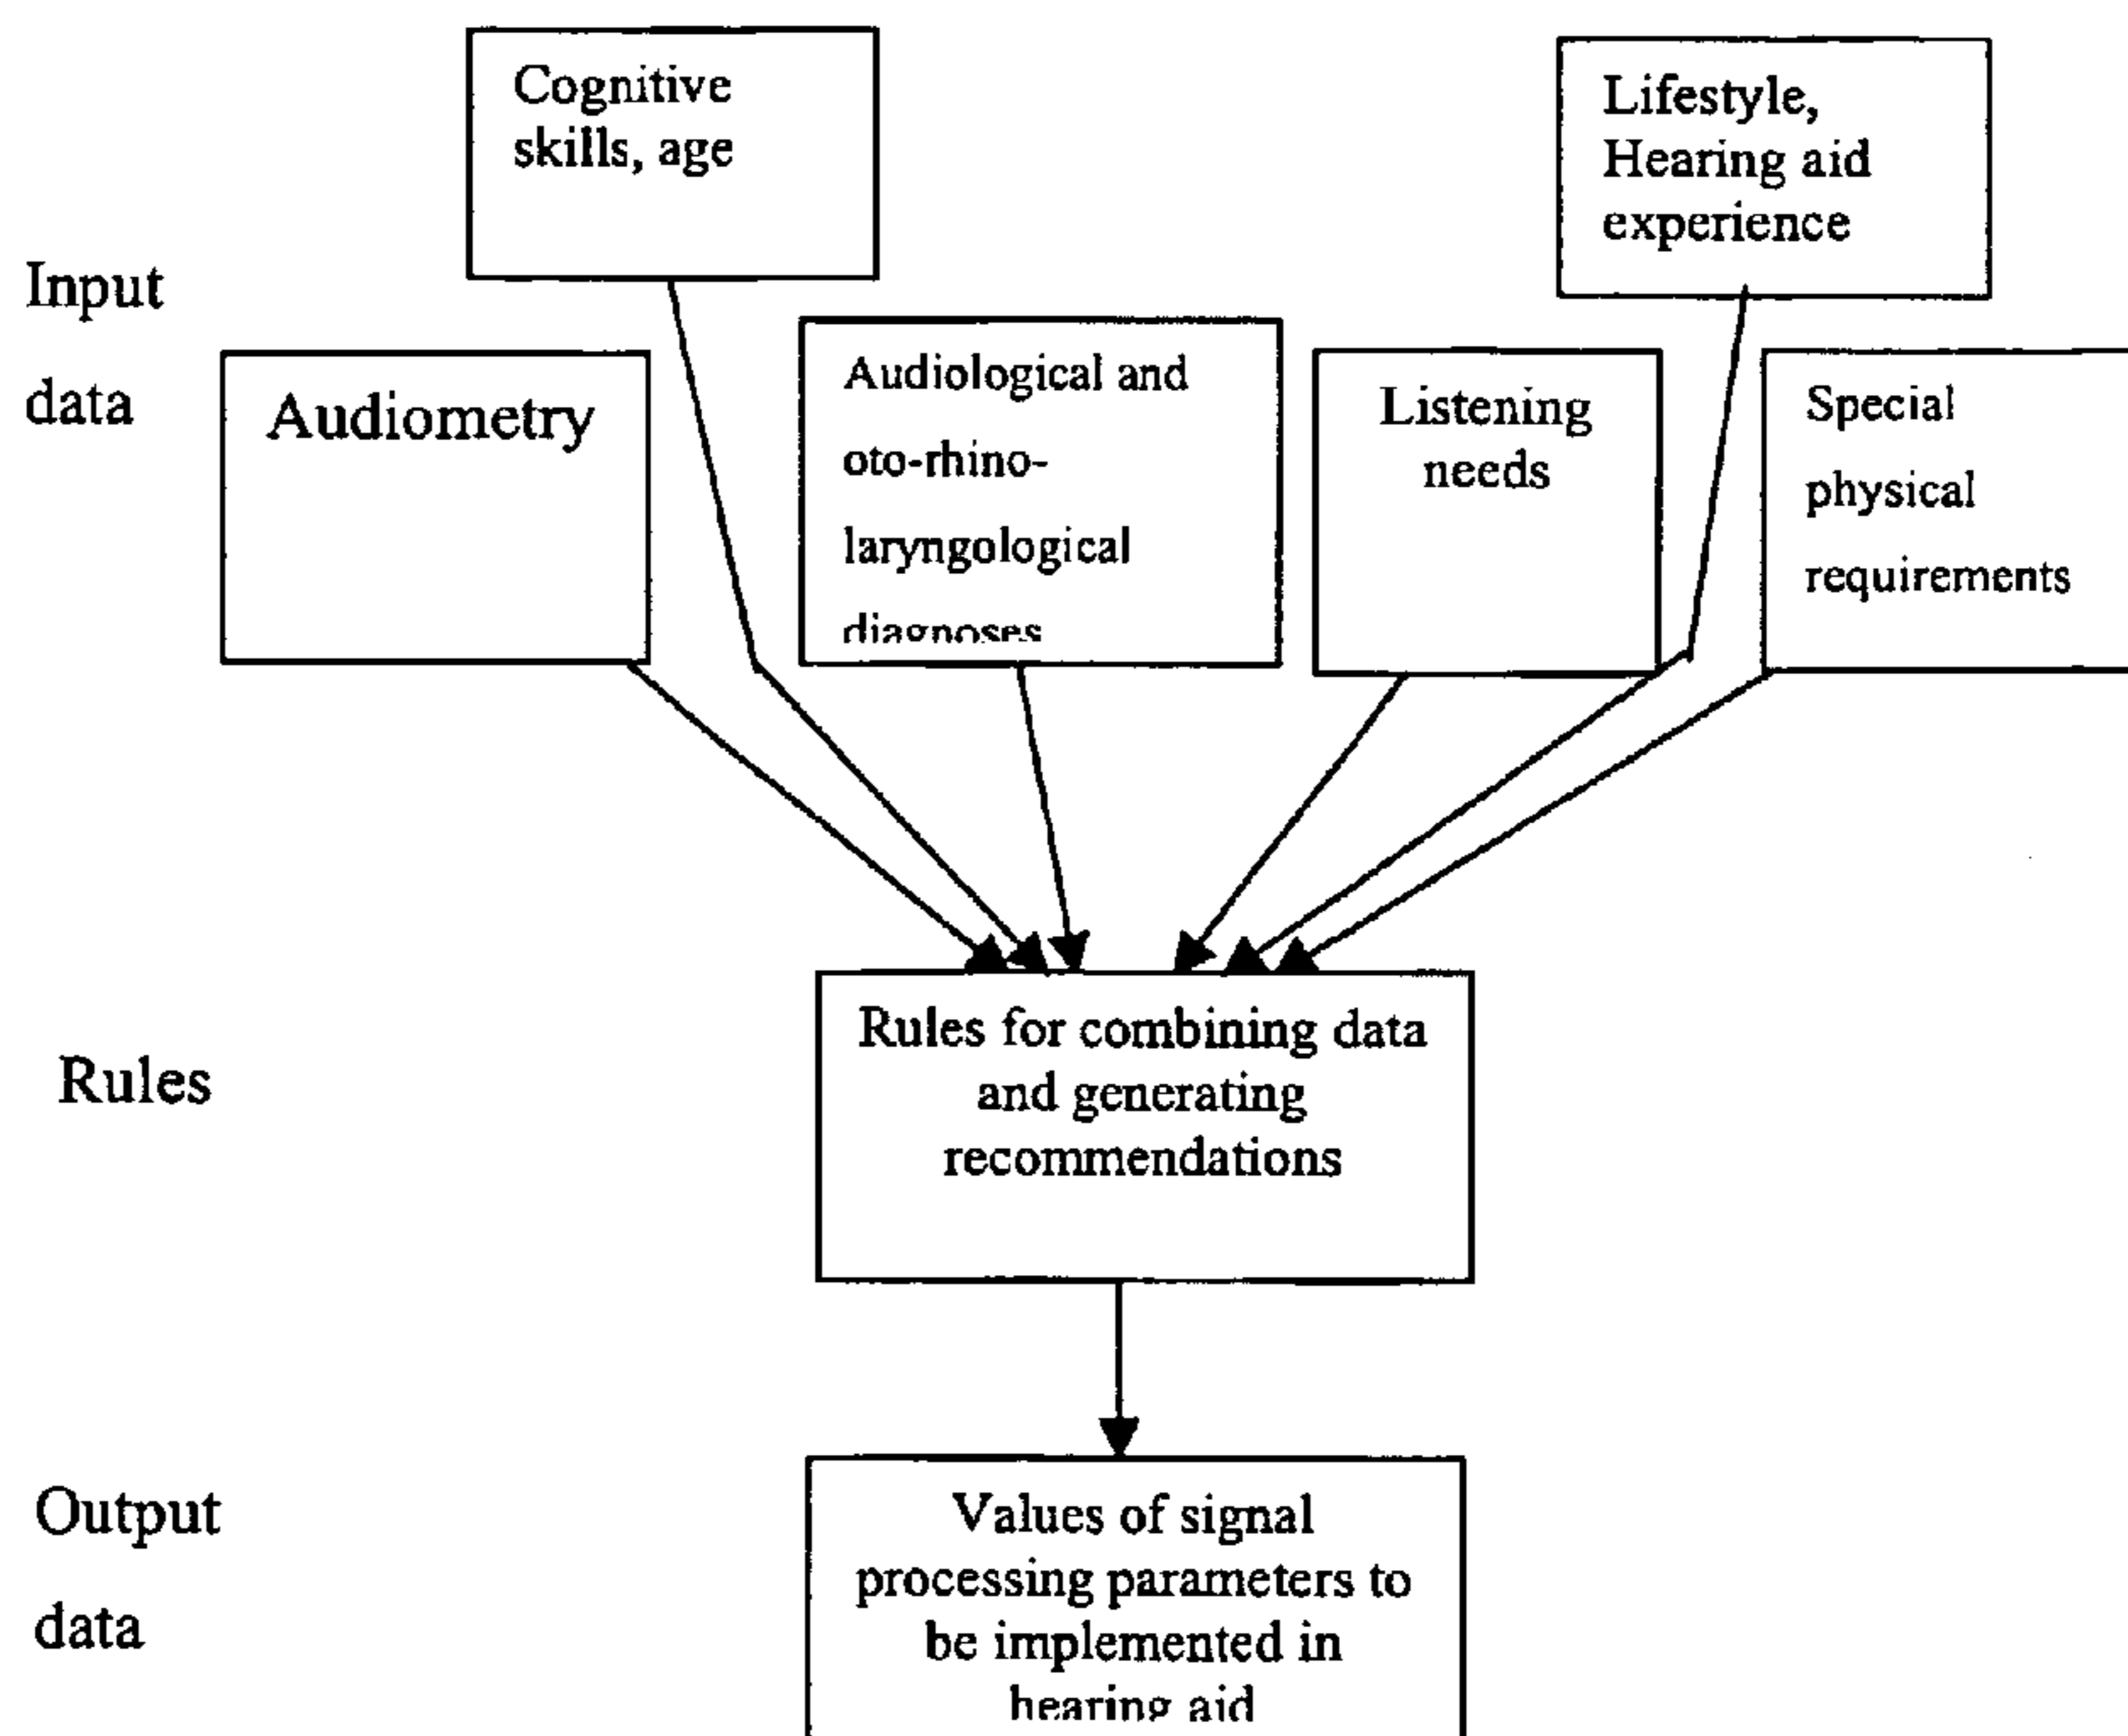 Cognitive
skills, age
Lifestyle,
Hearing aid
experience
Input
data
Audiometry
Audiological and
oto-rhino-
laryngological
diagnoses
Listening
needs
Special
physical
requirements
Rules
Rules for combining data
and generating
recommendations
Output
data
Values of signal
processing parameters to
be implemented in
hearing aid